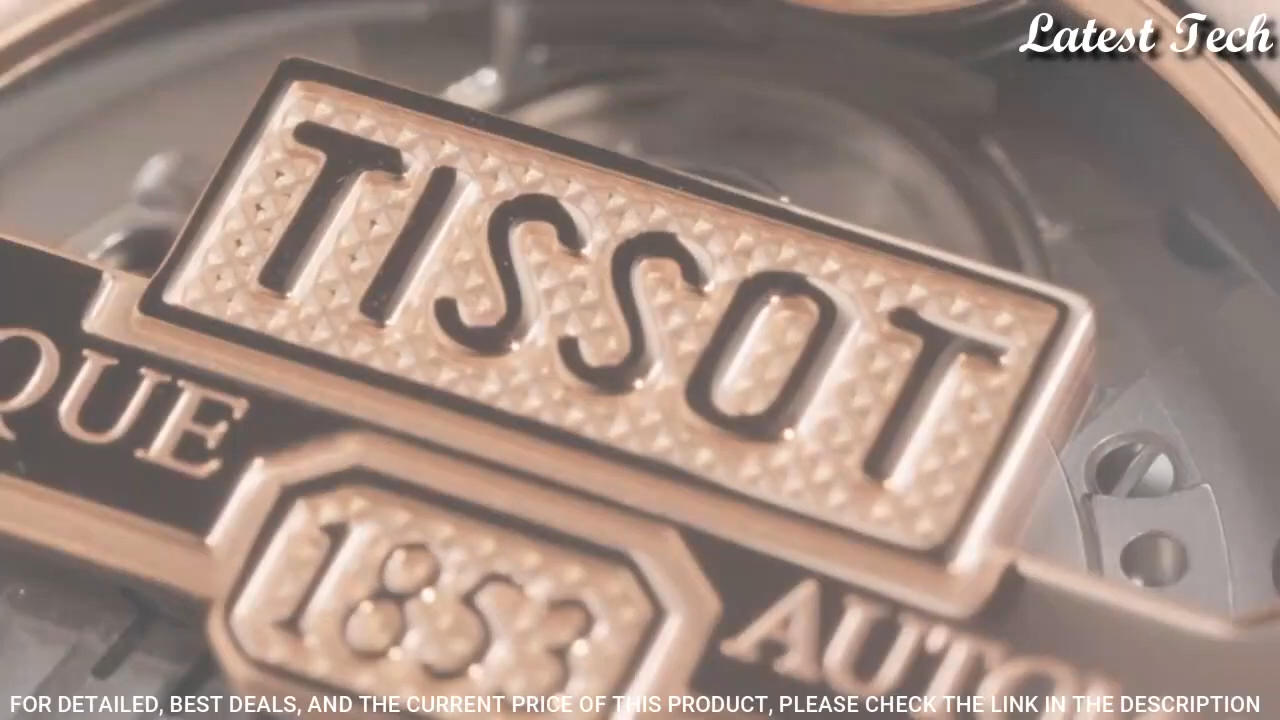 Latest Tech
TISSOT
QUE
1853
AUTO
FOR DETAILED, BEST DEALS, AND THE CURRENT PRICE OF THIS PRODUCT, PLEASE CHECK THE LINK IN THE DESCRIPTION